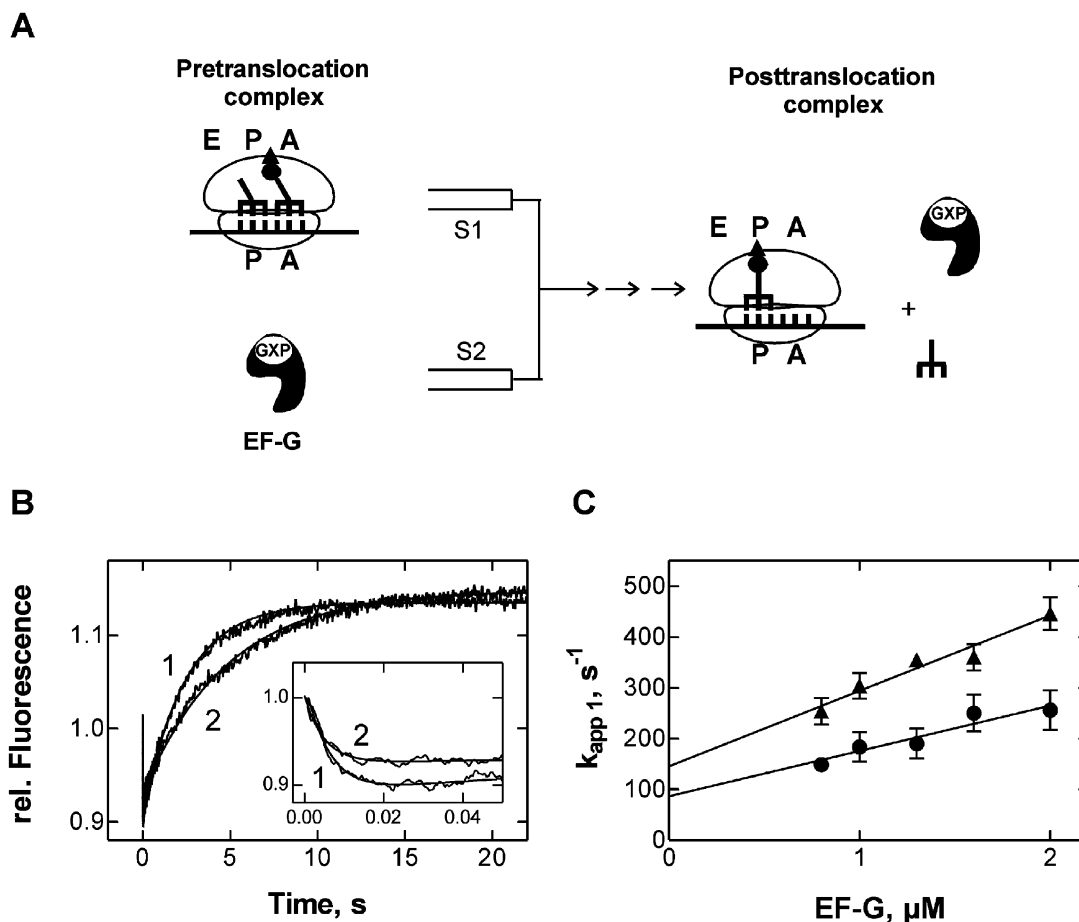 A
Pretranslocation
complex
Posttranslocation
complex
E P A
P A
S1
GXP
E P A
GXP
+
P A
S2
EF-G
B
C
rel. Fluorescence
1.1
1.0
0.9
1
2
1.0
0.9
2
1
0.00 0.02 0.04
0 5 10 15 20
Time, s
k app 1, s-1
500
400
300
200
100
0
0 1 2
EF-G, µM